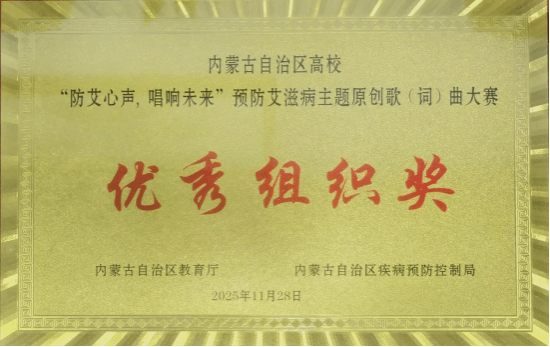 内蒙古自治区高校
“防艾心声，唱响未来”预防艾滋病主题原创歌（词）曲大赛
优秀组织奖
内蒙古自治区教育厅 内蒙古自治区疾病预防控制局
2025年11月28日